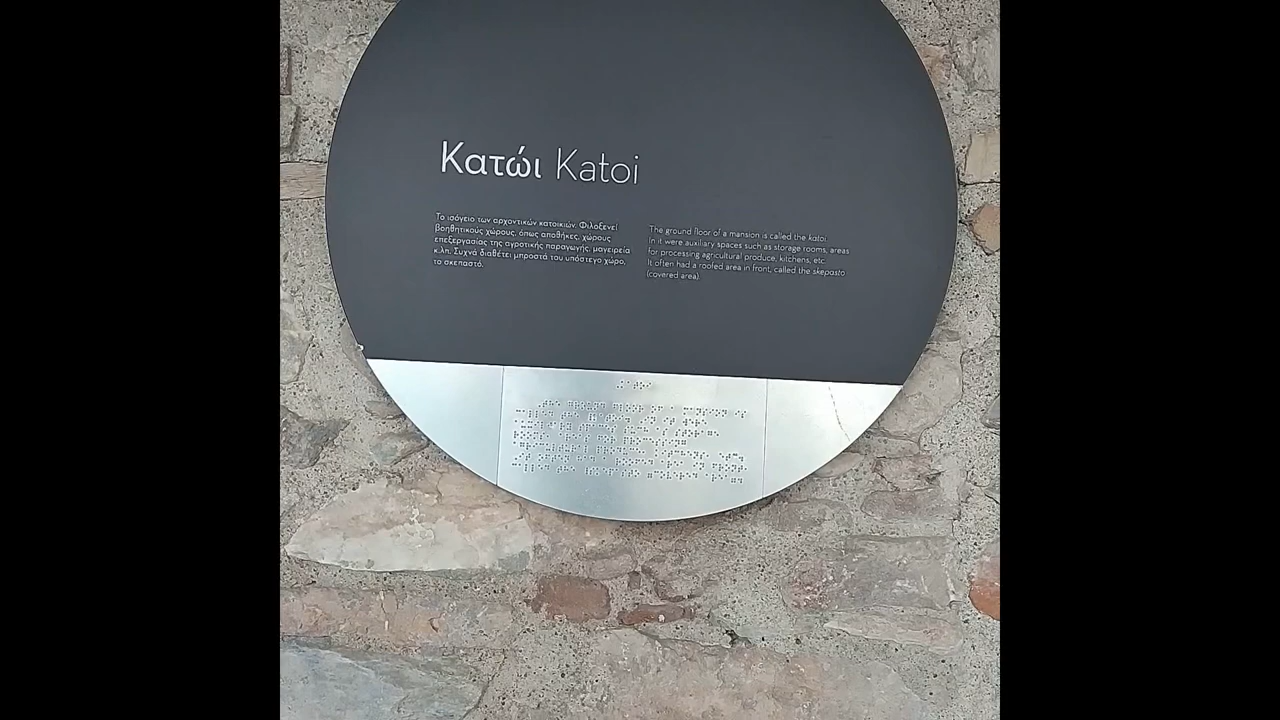 Κατώι Katoi
Το ισόγειο των αρχοντικών κατοικιών. Φιλοξενεί
βοηθητικούς χώρους, όπως αποθήκες, χώρους
επεξεργασίας της αγροτικής παραγωγής, μαγειρεία
κ.λπ. Συχνά διαθέτει μπροστά του υπόστεγο χώρο,
το σκεπαστό.
The ground floor of a mansion is called the katoi.
In it were auxiliary spaces such as storage rooms, areas
for processing agricultural produce, kitchens, etc.
It often had a roofed area in front, called the skepasto
(covered area).